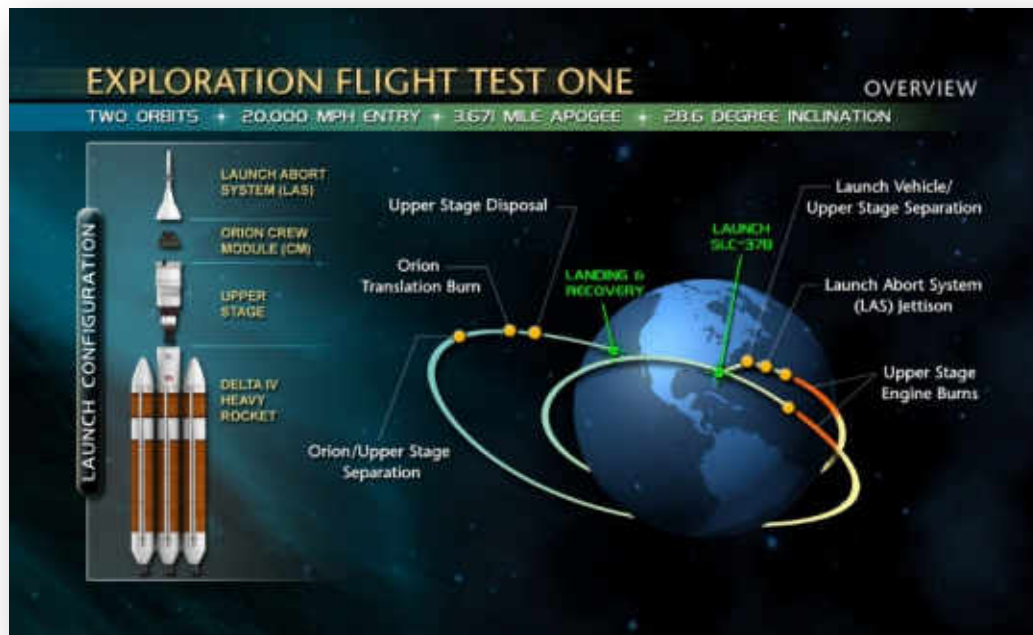 EXPLORATION FLIGHT TEST ONE
OVERVIEW
TWO ORBITS + 20,000 MPH ENTRY + 3,671 MILE APOGEE + 28.6 DEGREE INCLINATION
LAUNCH CONFIGURATION
LAUNCH ABORT
SYSTEM (LAS)
ORION CREW
MODULE (CM)
UPPER
STAGE
DELTA IV
HEAVY
ROCKET
Upper Stage Disposal
Orion
Translation Burn
Orion/Upper Stage
Separation
LANDING &
RECOVERY
LAUNCH
SLC-37B
Launch Vehicle/
Upper Stage Separation
Launch Abort System
(LAS) Jettison
Upper Stage
Engine Burns